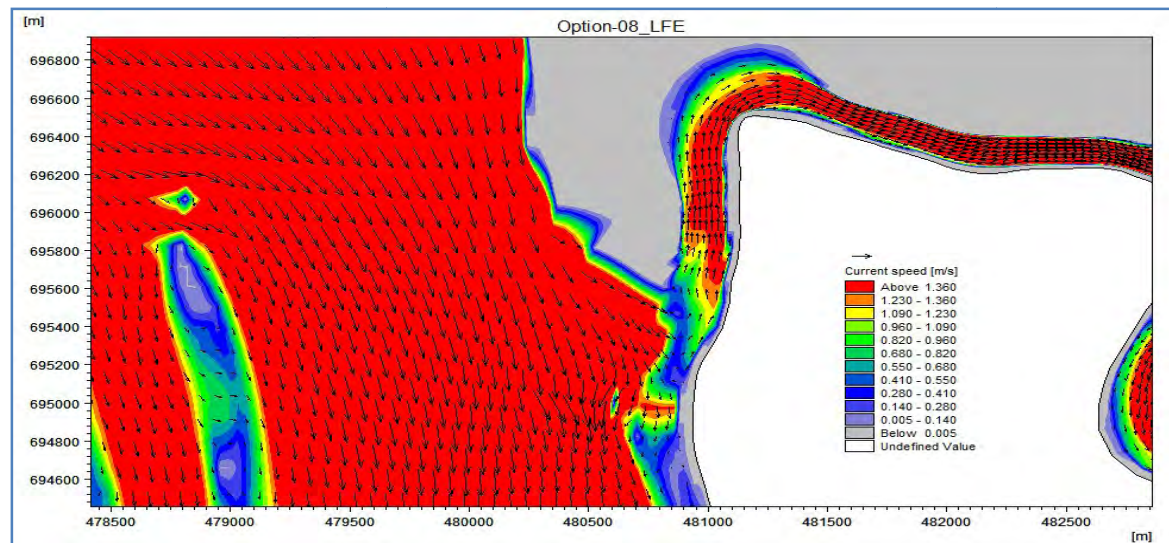 [m]
Option-08_LFE
696800
696600
696400
696200
696000
695800
695600
695400
695200
695000
694800
694600
Current speed [m/s]
Above 1.360
1.230 - 1.360
1.090 - 1.230
0.960 - 1.090
0.820 - 0.960
0.680 - 0.820
0.550 - 0.680
0.410 - 0.550
0.280 - 0.410
0.140 - 0.280
0.005 - 0.140
Below 0.005
Undefined Value
478500 479000 479500 480000 480500 481000 481500 482000 482500
[m]